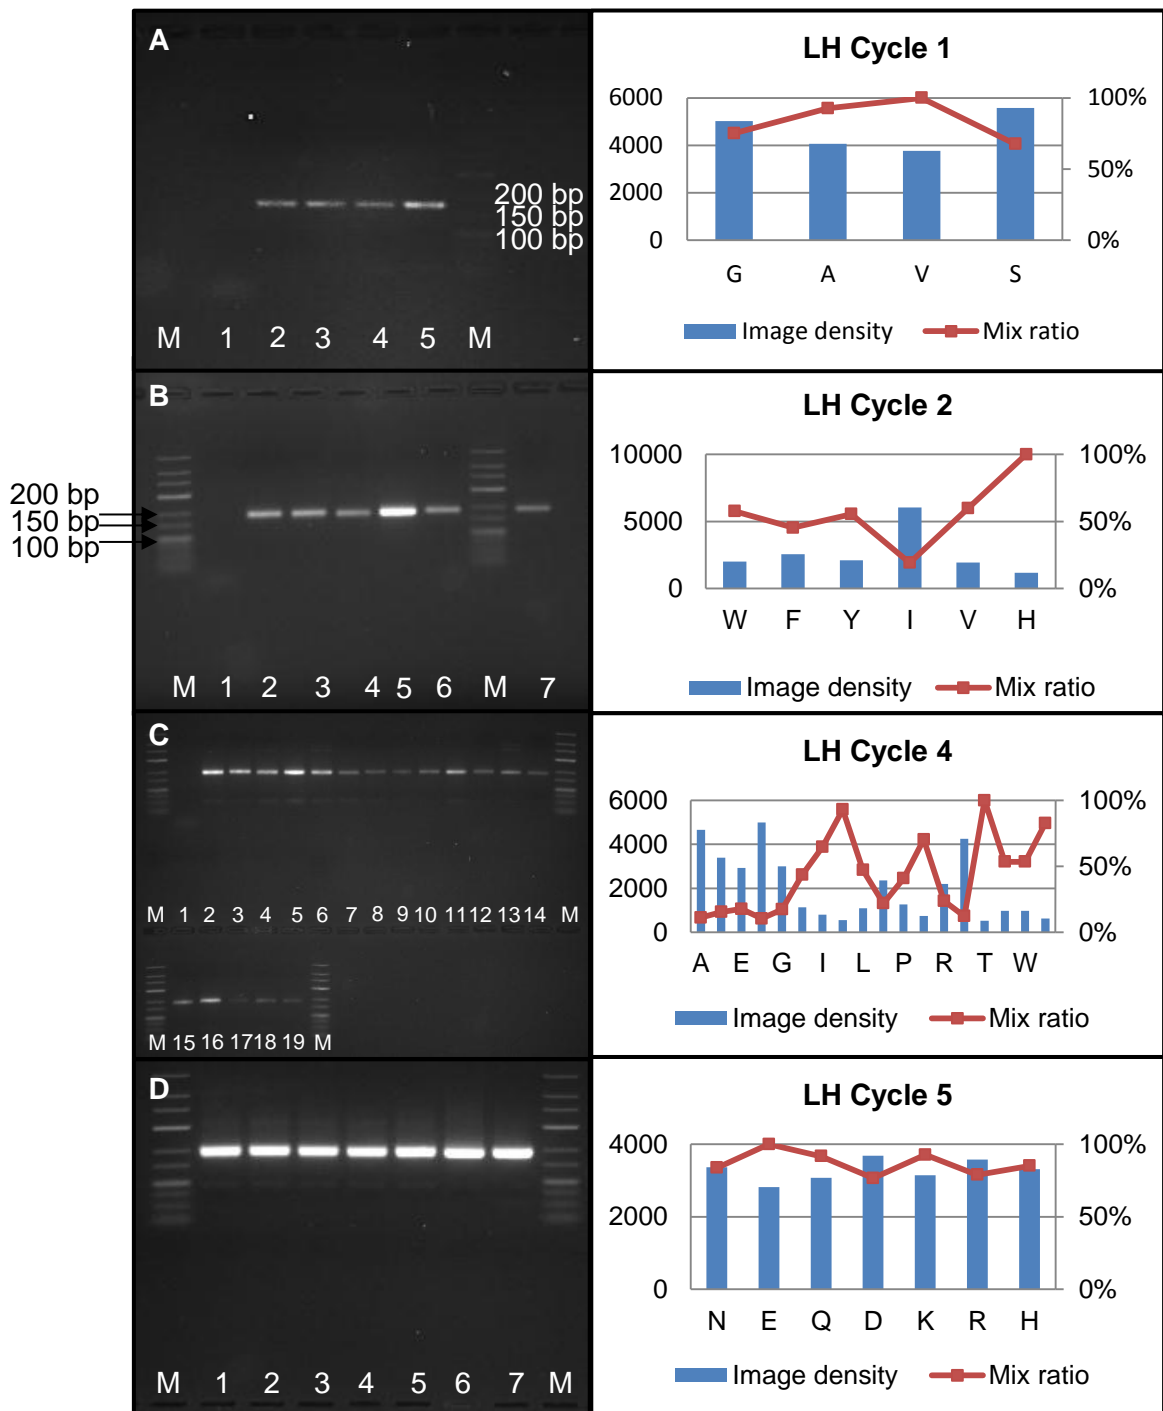 A
200 bp
150 bp
100 bp
M 1 2 3 4 5 M
LH Cycle 1
6000
4000
2000
0
100%
50%
0%
G A V S
Image density Mix ratio
B
200 bp
150 bp
100 bp
M 1 2 3 4 5 6 M 7
LH Cycle 2
10000
5000
0
100%
50%
0%
W F Y I V H
Image density Mix ratio
C
M 1 2 3 4 5 6 7 8 9 10 11 12 13 14 M
M 15 16 17 18 19 M
LH Cycle 4
6000
4000
2000
0
100%
50%
0%
A E G I L P R T W
Image density Mix ratio
D
M 1 2 3 4 5 6 7 M
LH Cycle 5
4000
2000
0
100%
50%
0%
N E Q D K R H
Image density Mix ratio